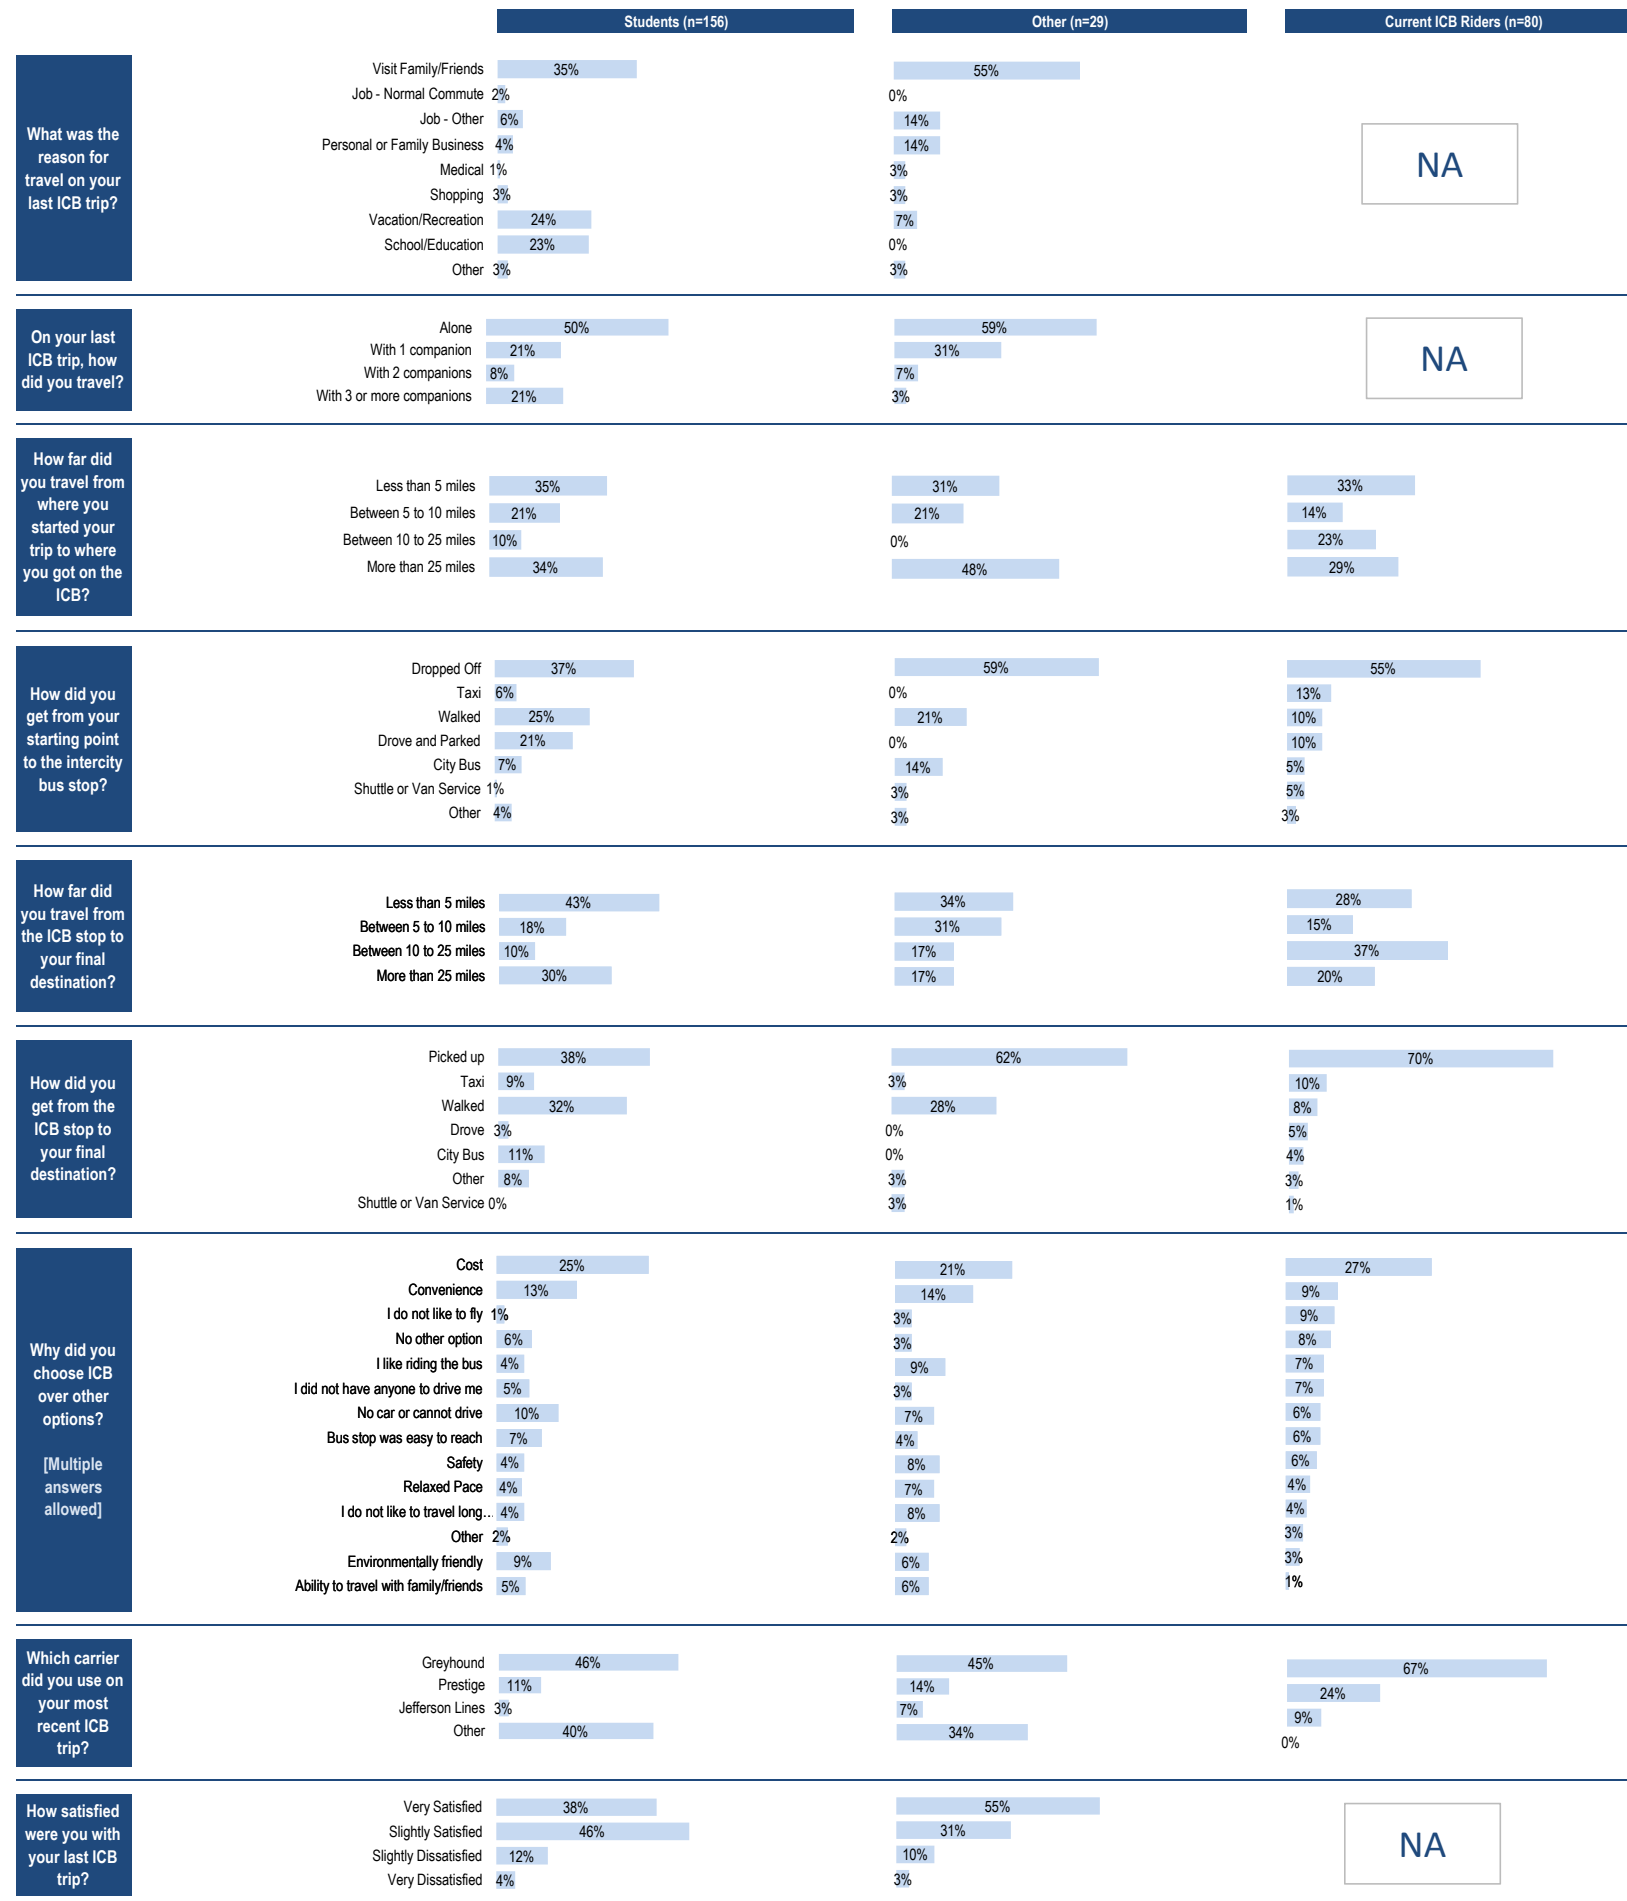 Students (n=156) Other (n=29) Current ICB Riders (n=80)
What was the
reason for
travel on your
last ICB trip?
Visit Family/Friends 35% 55%
Job - Normal Commute 2% 0%
Job - Other 6% 14%
Personal or Family Business 4% 14%
Medical 1% 3%
Shopping 3% 3%
Vacation/Recreation 24% 7%
School/Education 23% 0%
Other 3% 3%
NA
On your last
ICB trip, how
did you travel?
Alone 50% 59%
With 1 companion 21% 31%
With 2 companions 8% 7%
With 3 or more companions 21% 3%
NA
How far did
you travel from
where you
started your
trip to where
you got on the
ICB?
Less than 5 miles 35% 31% 33%
Between 5 to 10 miles 21% 21% 14%
Between 10 to 25 miles 10% 0% 23%
More than 25 miles 34% 48% 29%
How did you
get from your
starting point
to the intercity
bus stop?
Dropped Off 37% 59% 55%
Taxi 6% 0% 13%
Walked 25% 21% 10%
Drove and Parked 21% 0% 10%
City Bus 7% 14% 5%
Shuttle or Van Service 1% 3% 5%
Other 4% 3% 3%
How far did
you travel from
the ICB stop to
your final
destination?
Less than 5 miles 43% 34% 28%
Between 5 to 10 miles 18% 31% 15%
Between 10 to 25 miles 10% 17% 37%
More than 25 miles 30% 17% 20%
How did you
get from the
ICB stop to
your final
destination?
Picked up 38% 62% 70%
Taxi 9% 3% 10%
Walked 32% 28% 8%
Drove 3% 0% 5%
City Bus 11% 0% 4%
Other 8% 3% 3%
Shuttle or Van Service 0% 3% 1%
Why did you
choose ICB
over other
options?
[Multiple
answers
allowed]
Cost 25% 21% 27%
Convenience 13% 14% 9%
I do not like to fly 1% 3% 9%
No other option 6% 3% 8%
I like riding the bus 4% 9% 7%
I did not have anyone to drive me 5% 3% 7%
No car or cannot drive 10% 7% 6%
Bus stop was easy to reach 7% 4% 6%
Safety 4% 8% 6%
Relaxed Pace 4% 7% 4%
I do not like to travel long... 4% 8% 4%
Other 2% 2% 3%
Environmentally friendly 9% 6% 3%
Ability to travel with family/friends 5% 6% 1%
Which carrier
did you use on
your most
recent ICB
trip?
Greyhound 46% 45% 67%
Prestige 11% 14% 24%
Jefferson Lines 3% 7% 9%
Other 40% 34% 0%
How satisfied
were you with
your last ICB
trip?
Very Satisfied 38% 55%
Slightly Satisfied 46% 31%
Slightly Dissatisfied 12% 10%
Very Dissatisfied 4% 3%
NA